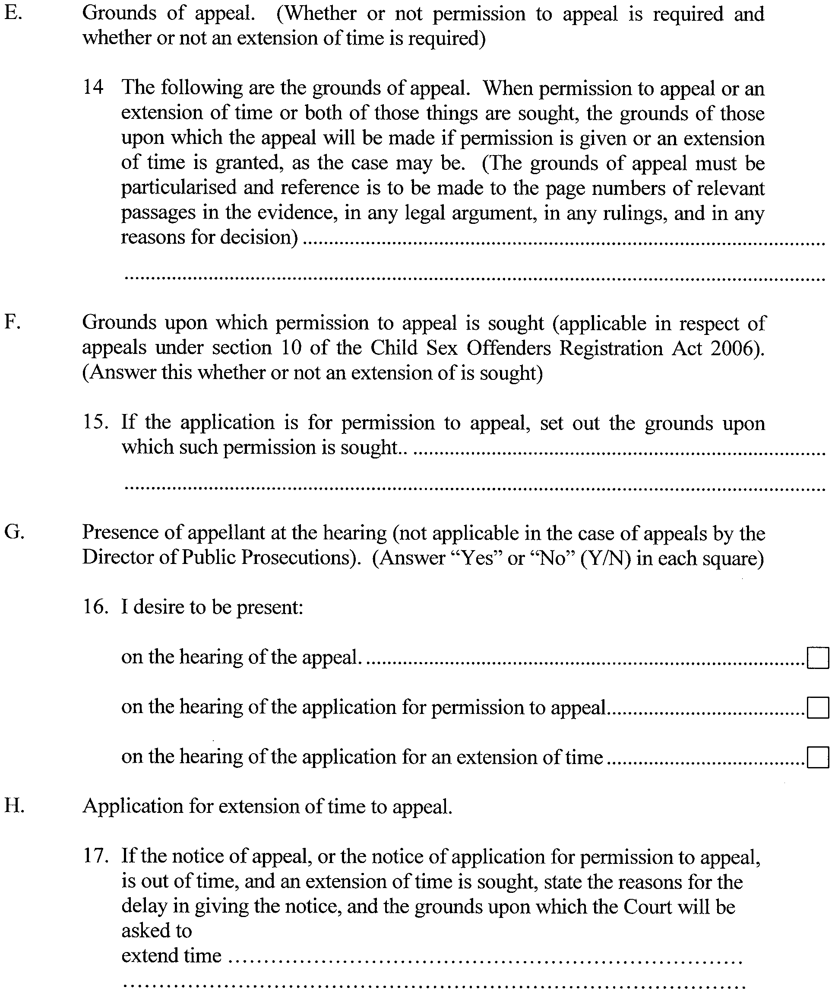 E. Grounds of appeal. (Whether or not permission to appeal is required and
whether or not an extension of time is required)
14 The following are the grounds of appeal. When permission to appeal or an
extension of time or both of those things are sought, the grounds of those
upon which the appeal will be made if permission is given or an extension
of time is granted, as the case may be. (The grounds of appeal must be
particularised and reference is to be made to the page numbers of relevant
passages in the evidence, in any legal argument, in any rulings, and in any
reasons for decision) ..........................................................................................
..........................................................................................
F. Grounds upon which permission to appeal is sought (applicable in respect of
appeals under section 10 of the Child Sex Offenders Registration Act 2006).
(Answer this whether or not an extension of is sought)
15. If the application is for permission to appeal, set out the grounds upon
which such permission is sought.. ..........................................................................
..........................................................................................
G. Presence of appellant at the hearing (not applicable in the case of appeals by the
Director of Public Prosecutions). (Answer “Yes” or “No” (Y/N) in each square)
16. I desire to be present:
on the hearing of the appeal. ..........................................................................
on the hearing of the application for permission to appeal......................................
on the hearing of the application for an extension of time ......................................
H. Application for extension of time to appeal.
17. If the notice of appeal, or the notice of application for permission to appeal,
is out of time, and an extension of time is sought, state the reasons for the
delay in giving the notice, and the grounds upon which the Court will be
asked to
extend time ..........................................................................
..........................................................................................